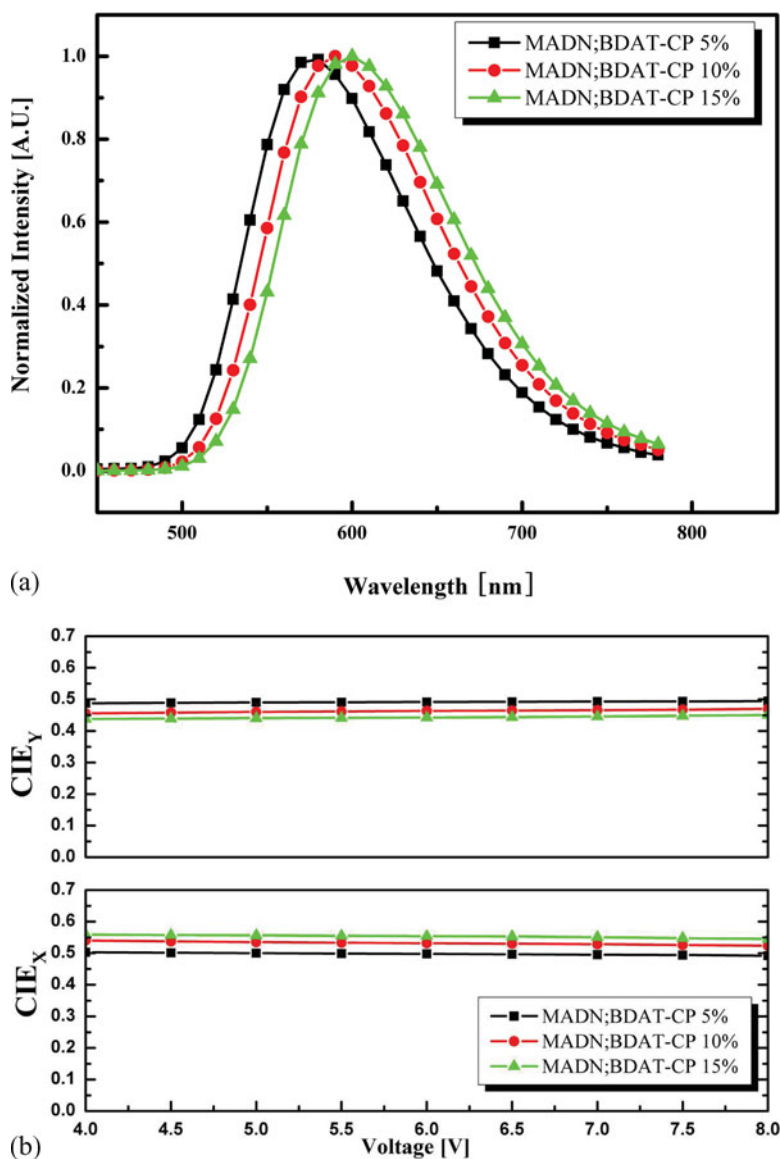 MADN;BDAT-CP 5%
MADN;BDAT-CP 10%
MADN;BDAT-CP 15%
Normalized Intensity [A.U.]
1.0
0.8
0.6
0.4
0.2
0.0
500 600 700 800
Wavelength [nm]
(a)
CIE_Y
0.7
0.6
0.5
0.4
0.3
0.2
0.1
0.0
CIE_X
0.7
0.6
0.5
0.4
0.3
0.2
0.1
0.0
MADN;BDAT-CP 5%
MADN;BDAT-CP 10%
MADN;BDAT-CP 15%
4.0 4.5 5.0 5.5 6.0 6.5 7.0 7.5 8.0
Voltage [V]
(b)